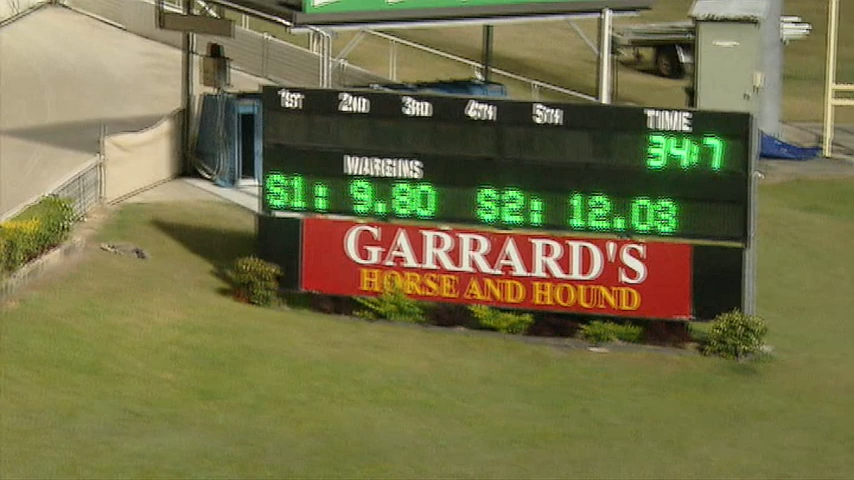 1ST 2ND 3RD 4TH 5TH TIME
34:7
MARGINS
S1: 9.80 S2: 12.03
GARRARD'S
HORSE AND HOUND